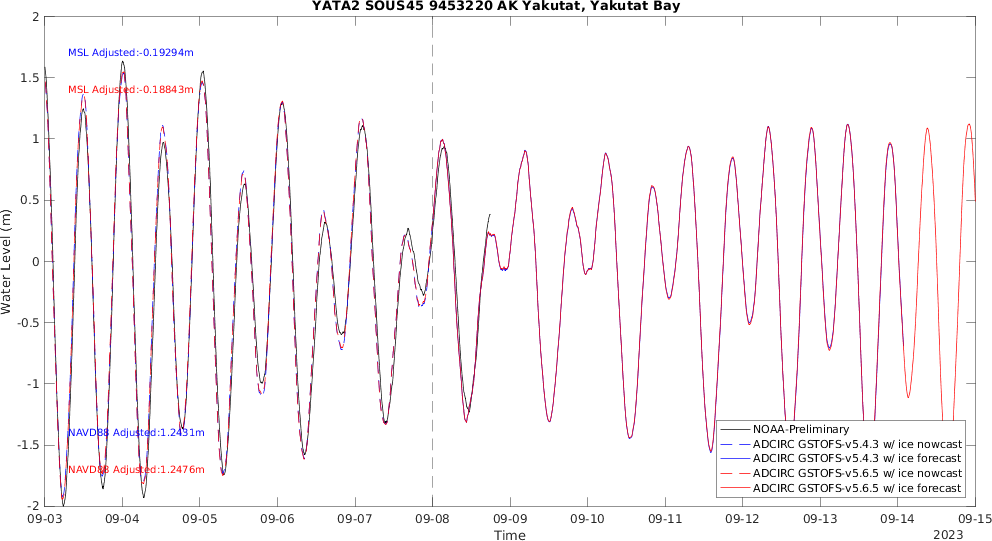 YATA2 SOUS45 9453220 AK Yakutat, Yakutat Bay
2
1.5
1
0.5
0
-0.5
-1
-1.5
-2
Water Level (m)
MSL Adjusted:-0.19294m
MSL Adjusted:-0.18843m
NAVD88 Adjusted:1.2431m
NAVD88 Adjusted:1.2476m
NOAA-Preliminary
ADCIRC GSTOFS-v5.4.3 w/ ice nowcast
ADCIRC GSTOFS-v5.4.3 w/ ice forecast
ADCIRC GSTOFS-v5.6.5 w/ ice nowcast
ADCIRC GSTOFS-v5.6.5 w/ ice forecast
09-03 09-04 09-05 09-06 09-07 09-08 09-09 09-10 09-11 09-12 09-13 09-14 09-15
Time
2023